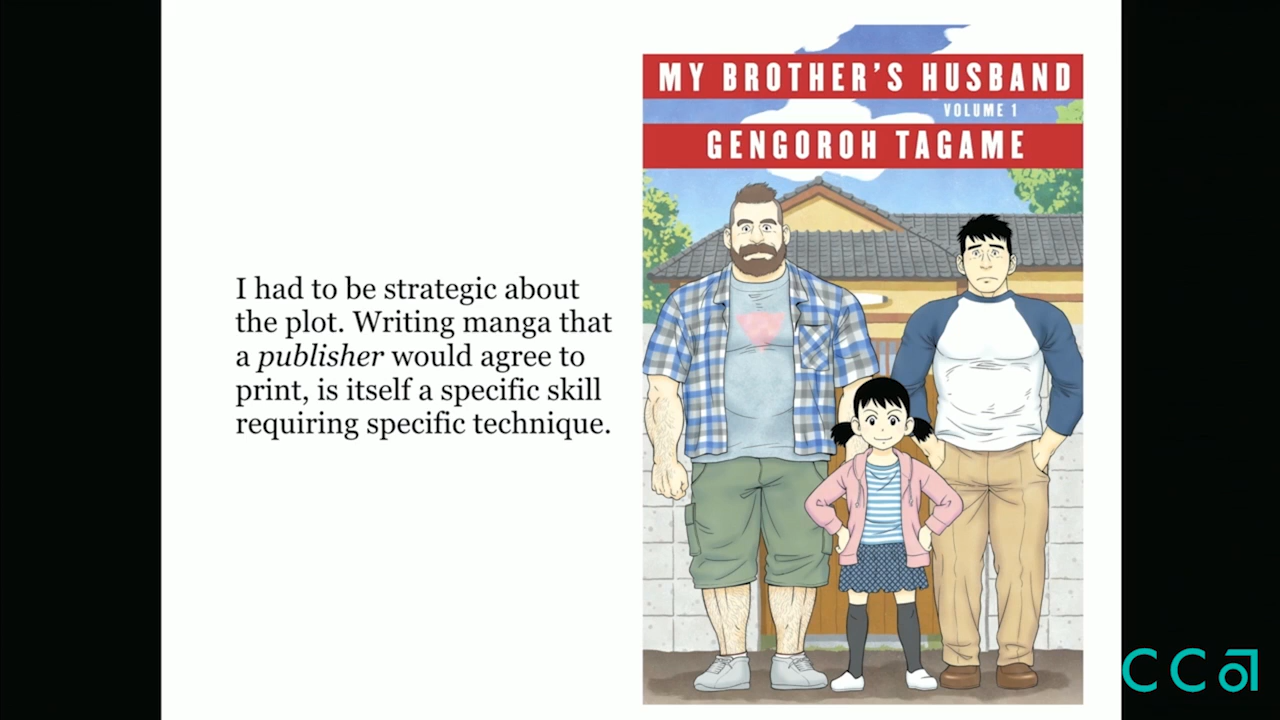 MY BROTHER'S HUSBAND
VOLUME 1
GENGOROH TAGAME
I had to be strategic about
the plot. Writing manga that
a publisher would agree to
print, is itself a specific skill
requiring specific technique.
CCa